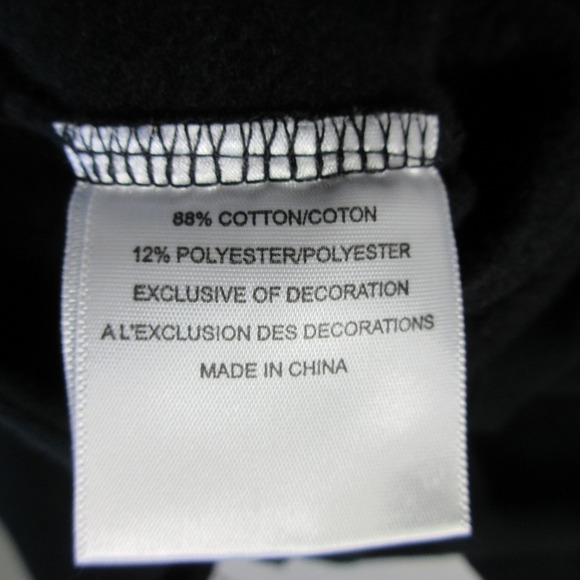 88% COTTON/COTON
12% POLYESTER/POLYESTER
EXCLUSIVE OF DECORATION
A L'EXCLUSION DES DECORATIONS
MADE IN CHINA